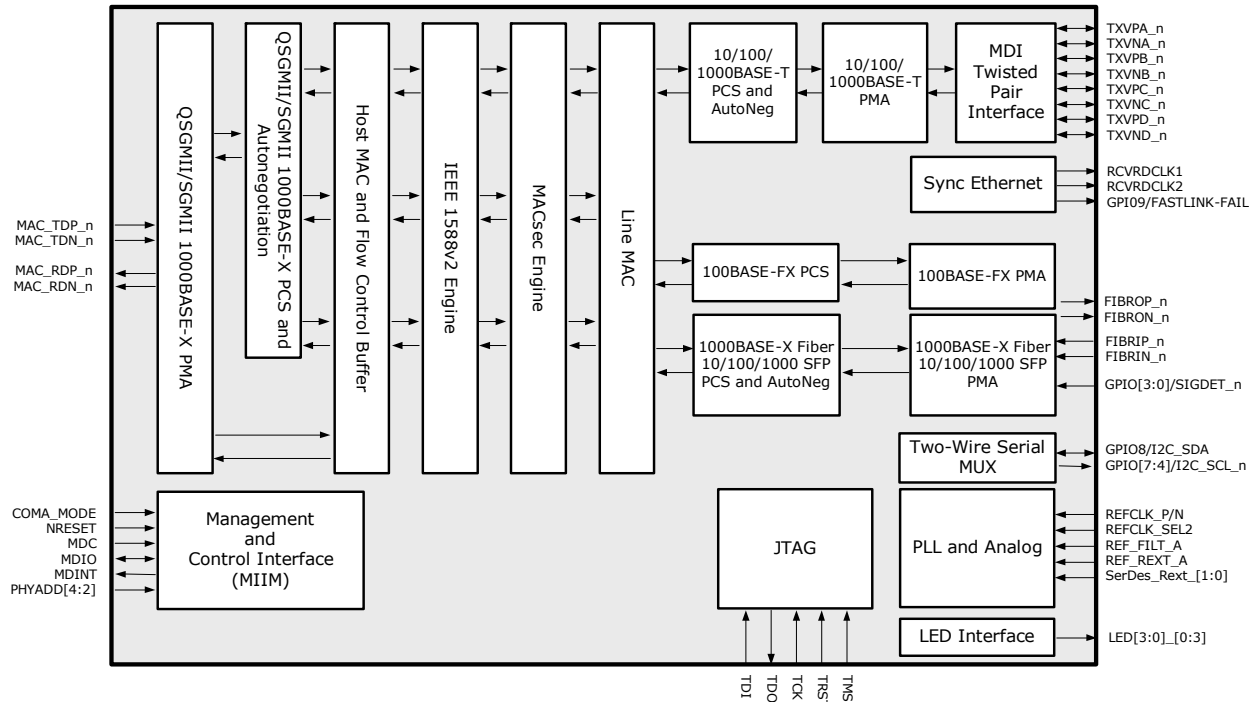 MAC_TDP_n
MAC_TDN_n
MAC_RDP_n
MAC_RDN_n
COMA_MODE
NRESET
MDC
MDIO
MDINT
PHYADD[4:2]
QSGMII/SGMII 1000BASE-X PMA
QSGMII/SGMII 1000BASE-X PCS and
Autonegotiation
Host MAC and Flow Control Buffer
IEEE 1588v2 Engine
MACsec Engine
Line MAC
10/100/
1000BASE-T
PCS and
AutoNeg
10/100/
1000BASE-T
PMA
MDI
Twisted
Pair
Interface
Sync Ethernet
100BASE-FX PCS
100BASE-FX PMA
1000BASE-X Fiber
10/100/1000 SFP
PCS and AutoNeg
1000BASE-X Fiber
10/100/1000 SFP
PMA
Two-Wire Serial
MUX
Management
and
Control Interface
(MIIM)
JTAG
PLL and Analog
LED Interface
TXVPA_n
TXVNA_n
TXVPB_n
TXVNB_n
TXVPC_n
TXVNC_n
TXVPD_n
TXVND_n
RCVRDCLK1
RCVRDCLK2
GPIO9/FASTLINK-FAIL
FIBROP_n
FIBRON_n
FIBRIP_n
FIBRIN_n
GPIO[3:0]/SIGDET_n
GPIO8/I2C_SDA
GPIO[7:4]/I2C_SCL_n
REFCLK_P/N
REFCLK_SEL2
REF_FILT_A
REF_REXT_A
SerDes_Rext_[1:0]
LED[3:0]_[0:3]
TDI
TDO
TCK
TMS